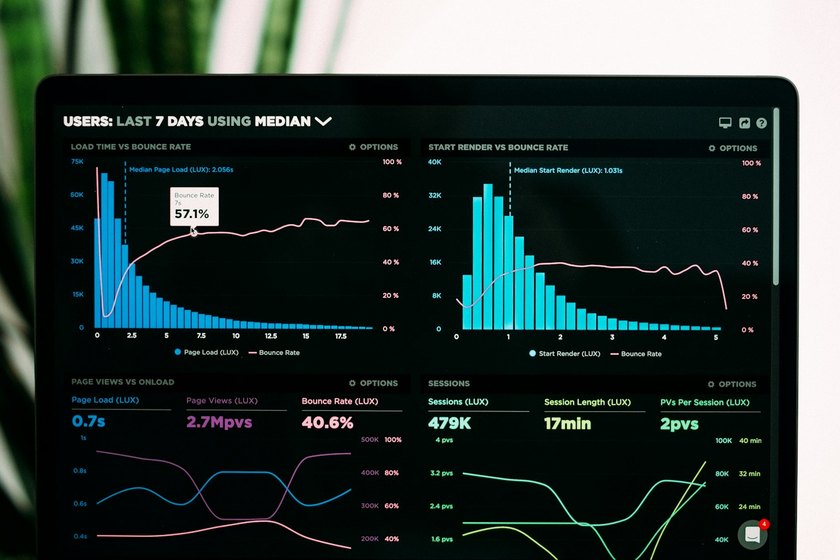 USERS: LAST 7 DAYS USING MEDIAN
LOAD TIME VS BOUNCE RATE
OPTIONS
75K
60K
45K
30K
15K
0
100 %
80 %
60 %
40 %
20 %
0 %
Median Page Load (LUX): 2.056s
Bounce Rate
7s
57.1%
0 2.5 5 7.5 10 12.5 15 17.5
Page Load (LUX) Bounce Rate
START RENDER VS BOUNCE RATE
OPTIONS
40K
32K
24K
16K
8K
0
100 %
80 %
60 %
40 %
20 %
0 %
Median Start Render (LUX): 1.031s
0 1 2 3 4 5
Start Render (LUX) Bounce Rate
PAGE VIEWS VS ONLOAD
OPTIONS
Page Load (LUX) Page Views (LUX) Bounce Rate (LUX)
0.7s 2.7Mpvs 40.6%
1s 500K 100%
0.8s 400K 80%
0.6s 300K 60%
0.4s 200K 40%
SESSIONS
OPTIONS
Sessions (LUX) Session Length (LUX) PVs Per Session (LUX)
479K 17min 2pvs
4 pvs 100K 40 min
3.2 pvs 80K 32 min
2.4 pvs 60K 24 min
1.6 pvs 40K
4